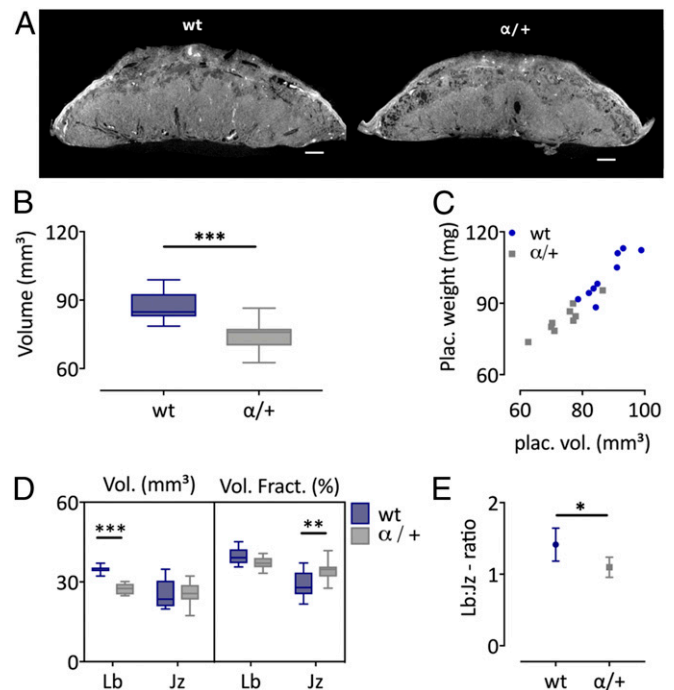 A
wt
α/+
B
Volume (mm³)
120
90
60
***
wt
α/+
C
Plac. weight (mg)
120
90
60
wt
α/+
60 80 100
plac. vol. (mm³)
D
Vol. (mm³) Vol. Fract. (%)
60
30
0
***
**
wt
α/+
Lb Jz Lb Jz
E
Lb:Jz - ratio
2
1
0
*
wt α/+